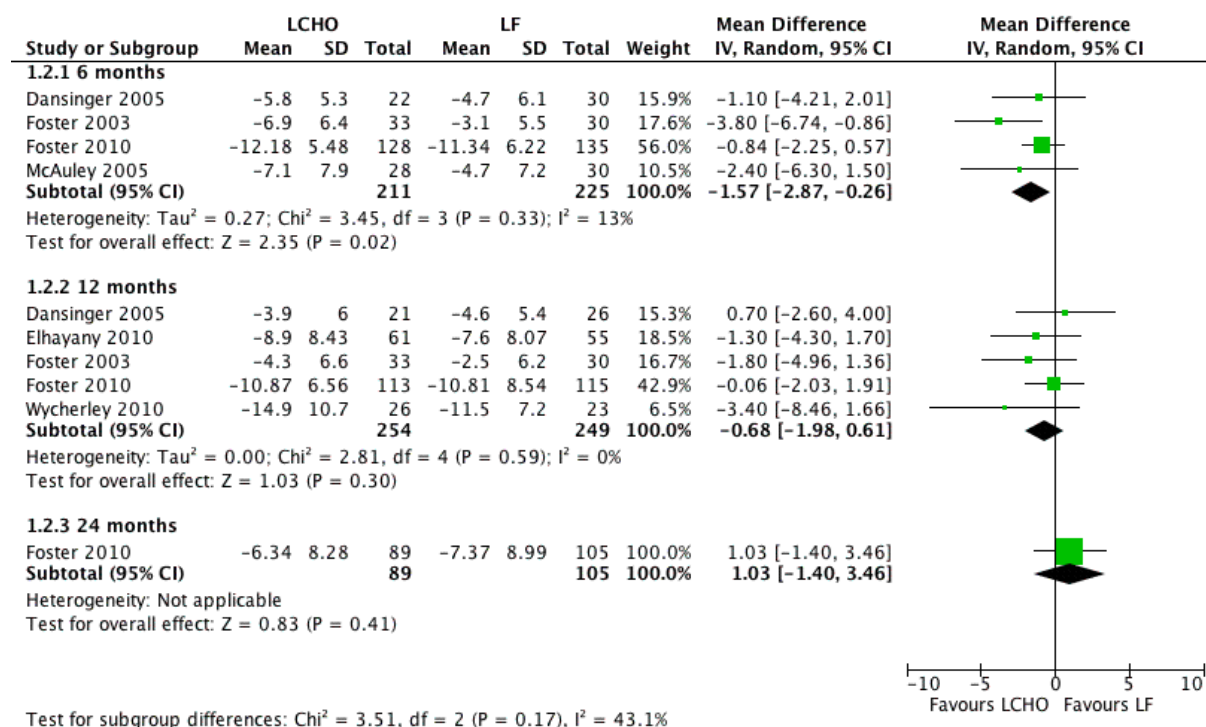 LCHO LF Mean Difference Mean Difference
Study or Subgroup Mean SD Total Mean SD Total Weight IV, Random, 95% CI IV, Random, 95% CI
1.2.1 6 months
Dansinger 2005 −5.8 5.3 22 −4.7 6.1 30 15.9% −1.10 [−4.21, 2.01]
Foster 2003 −6.9 6.4 33 −3.1 5.5 30 17.6% −3.80 [−6.74, −0.86]
Foster 2010 −12.18 5.48 128 −11.34 6.22 135 56.0% −0.84 [−2.25, 0.57]
McAuley 2005 −7.1 7.9 28 −4.7 7.2 30 10.5% −2.40 [−6.30, 1.50]
Subtotal (95% CI) 211 225 100.0% −1.57 [−2.87, −0.26]
Heterogeneity: Tau² = 0.27; Chi² = 3.45, df = 3 (P = 0.33); I² = 13%
Test for overall effect: Z = 2.35 (P = 0.02)
1.2.2 12 months
Dansinger 2005 −3.9 6 21 −4.6 5.4 26 15.3% 0.70 [−2.60, 4.00]
Elhayany 2010 −8.9 8.43 61 −7.6 8.07 55 18.5% −1.30 [−4.30, 1.70]
Foster 2003 −4.3 6.6 33 −2.5 6.2 30 16.7% −1.80 [−4.96, 1.36]
Foster 2010 −10.87 6.56 113 −10.81 8.54 115 42.9% −0.06 [−2.03, 1.91]
Wycherley 2010 −14.9 10.7 26 −11.5 7.2 23 6.5% −3.40 [−8.46, 1.66]
Subtotal (95% CI) 254 249 100.0% −0.68 [−1.98, 0.61]
Heterogeneity: Tau² = 0.00; Chi² = 2.81, df = 4 (P = 0.59); I² = 0%
Test for overall effect: Z = 1.03 (P = 0.30)
1.2.3 24 months
Foster 2010 −6.34 8.28 89 −7.37 8.99 105 100.0% 1.03 [−1.40, 3.46]
Subtotal (95% CI) 89 105 100.0% 1.03 [−1.40, 3.46]
Heterogeneity: Not applicable
Test for overall effect: Z = 0.83 (P = 0.41)
−10 −5 0 5 10
Favours LCHO Favours LF
Test for subgroup differences: Chi² = 3.51, df = 2 (P = 0.17), I² = 43.1%